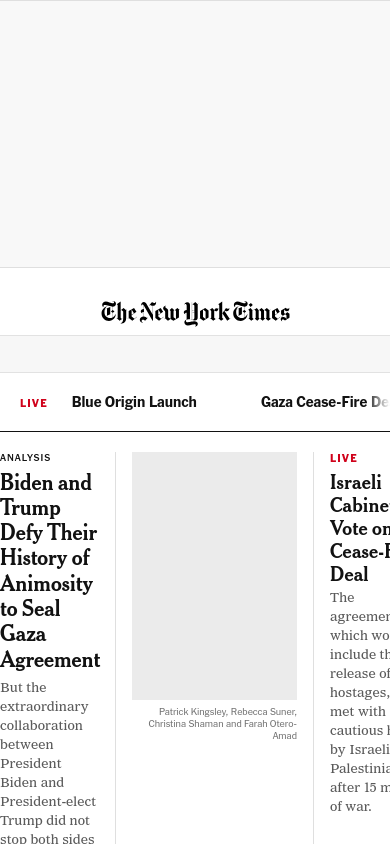 The New York Times
LIVE
Blue Origin Launch
Gaza Cease-Fire
ANALYSIS
Biden and
Trump
Defy Their
History of
Animosity
to Seal
Gaza
Agreement
But the
extraordinary
collaboration
between
President
Biden and
President-elect
Trump did not
stop both sides
Patrick Kingsley, Rebecca Suner,
Christina Shaman and Farah Otero-
Amad
LIVE
Israeli
Cabine
Vote on
Cease-F
Deal
The
agreemen
which wo
include th
release of
hostages,
met with
cautious h
by Israeli
Palestinia
after 15 m
of war.